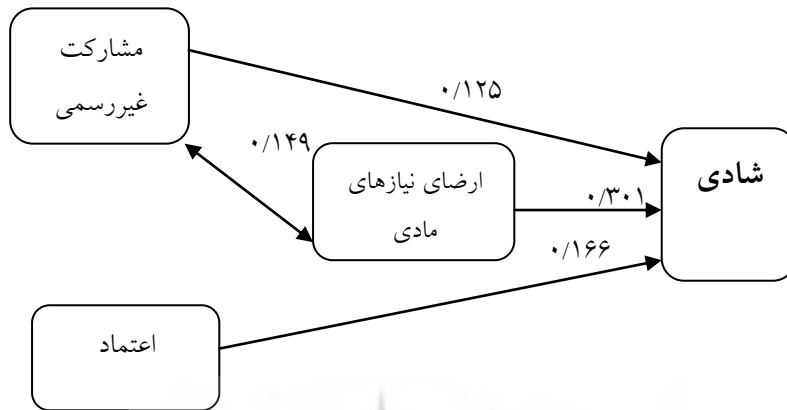 مشارکت
غیررسمی
۰/۱۲۵
۰/۱۴۹
ارضای نیازهای
مادی
۰/۳۰۱
شادی
۰/۱۶۶
اعتماد